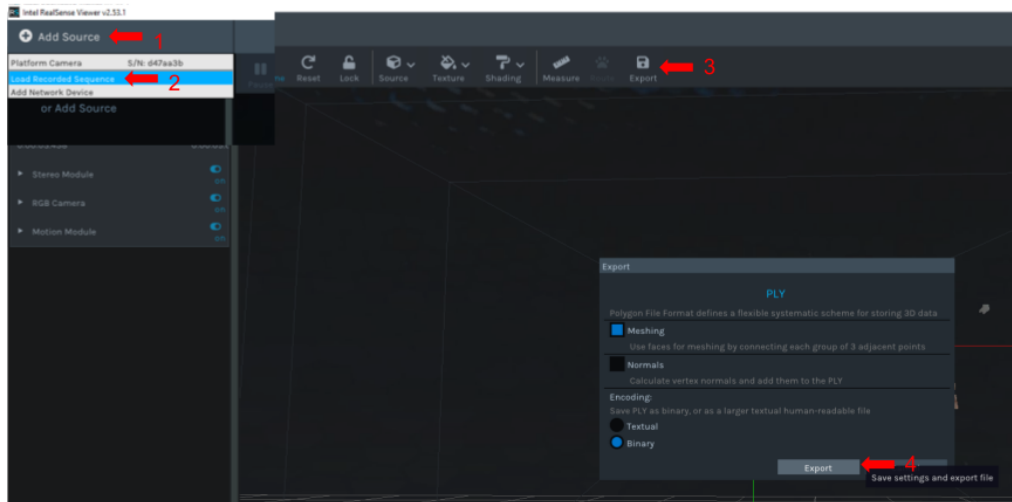 Intel RealSense Viewer v2.53.1
Add Source 1
Platform Camera S/N: d47aa3b
Load Recorded Sequence 2
Add Network Device
or Add Source
Pause Reset Lock Source Texture Shading Measure Export 3
Stereo Module on
RGB Camera on
Motion Module on
Export
PLY
Polygon File Format defines a flexible systematic scheme for storing 3D data
Meshing
Use faces for meshing by connecting each group of 3 adjacent points
Normals
Calculate vertex normals and add them to the PLY
Encoding:
Save PLY as binary, or as a larger textual human-readable file
Textual
Binary
Export 4
Save settings and export file